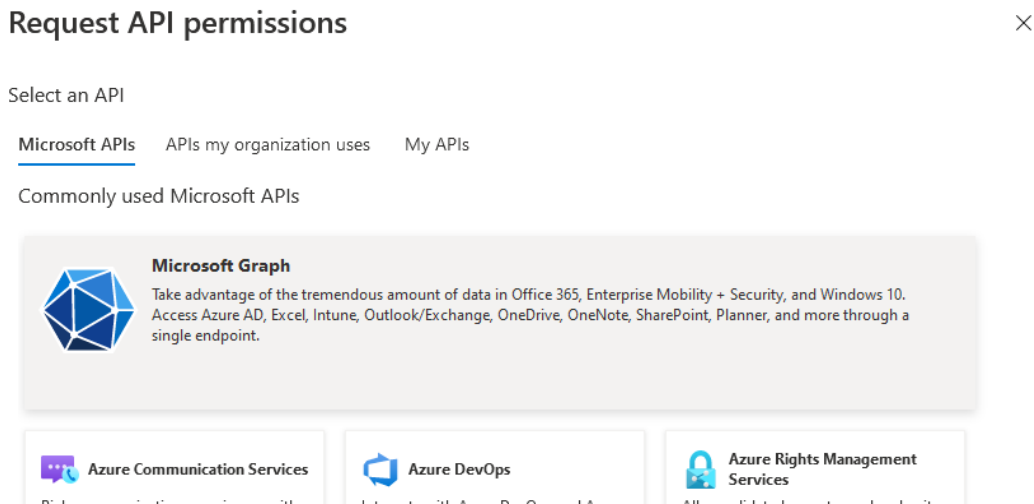 Request API permissions
Select an API
Microsoft APIs APIs my organization uses My APIs
Commonly used Microsoft APIs
Microsoft Graph
Take advantage of the tremendous amount of data in Office 365, Enterprise Mobility + Security, and Windows 10.
Access Azure AD, Excel, Intune, Outlook/Exchange, OneDrive, OneNote, SharePoint, Planner, and more through a
single endpoint.
Azure Communication Services
Azure DevOps
Azure Rights Management
Services